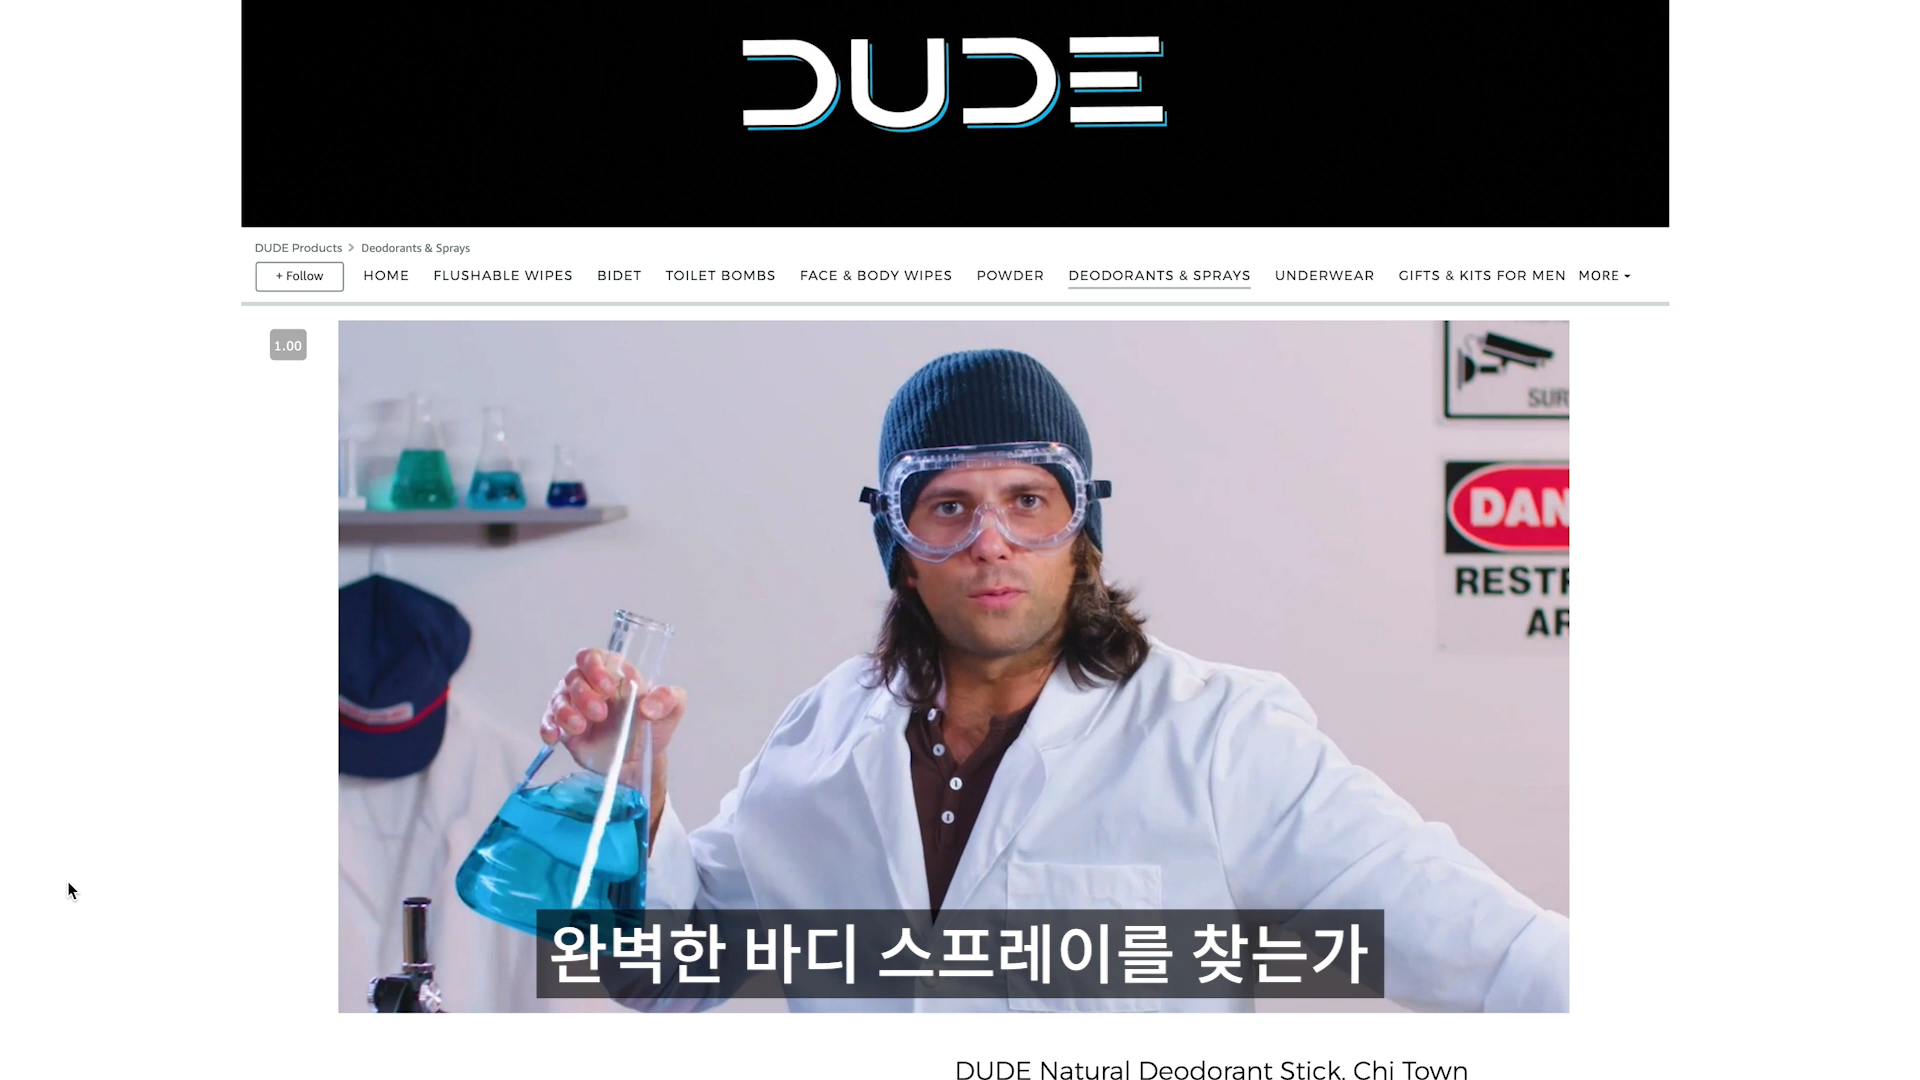 DUDE
DUDE Products > Deodorants & Sprays
+ Follow HOME FLUSHABLE WIPES BIDET TOILET BOMBS FACE & BODY WIPES POWDER DEODORANTS & SPRAYS UNDERWEAR GIFTS & KITS FOR MEN MORE
1.00
SUR
DAN
RESTR
AR
완벽한 바디 스프레이를 찾는가
DUDE Natural Deodorant Stick, Chi Town